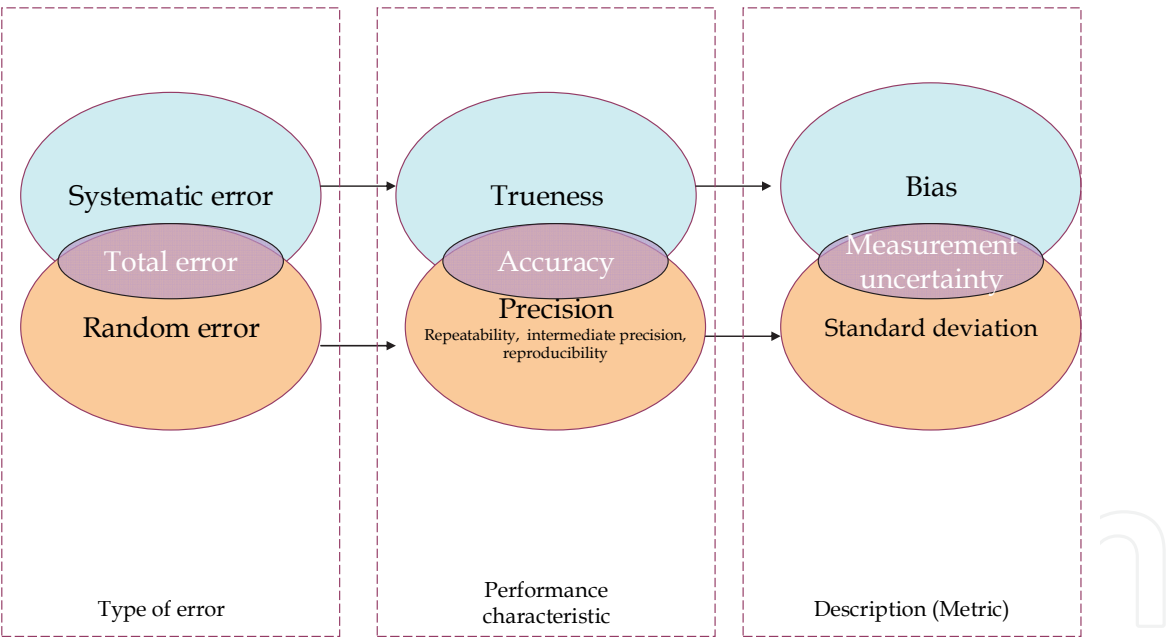 Systematic error
Total error
Random error
Type of error
Trueness
Accuracy
Precision
Repeatability, intermediate precision,
reproducibility
Performance
characteristic
Bias
Measurement
uncertainty
Standard deviation
Description (Metric)